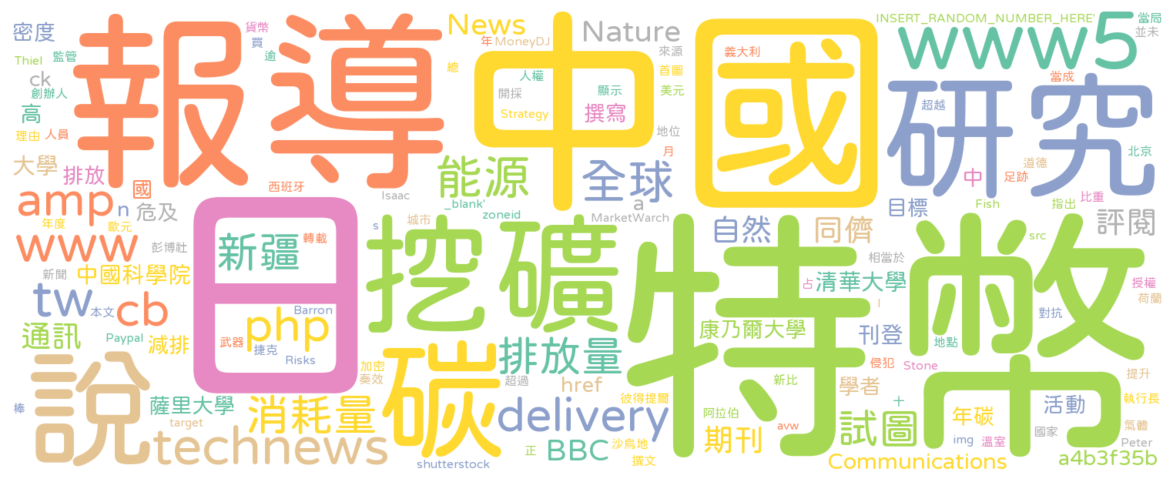 報導
中
國
研究
日
挖礦
特
幣
說
碳
www5
News
Nature
INSERT_RANDOM_NUMBER_HERE'
當局
並未
密度
貨幣
買
年
MoneyDJ
來源
義大利
Thiel
監管
逾
總
人權
首爾
美元
當成
ck
創辦人
開採
顯示
超越
高
Strategy
撰寫
地位
北京
理由
人員
大學
排放
國
西班牙
能源
全球
月
中
足跡
道德
amp
n
危及
Isaac
_blank'
a
zoneid
MarketWarch
目標
Fish
指出
比重
年度
歐元
www
彭博社
新疆
轉載
s
城市
自然
同儕
src
評閱
新聞
中國科學院
相當於
占
清華大學
l
授權
荷蘭
tw
本文
cb
Barron
php
武器
捷克
Risks
康乃爾大學
刊登
地點
對抗
通訊
Paypal
減排
排放量
侵犯
Stone
加密
奏效
超過
href
新比
學者
提升
棒
薩里大學
消耗量
彼得提爾
十
執行長
target
technews
delivery
阿拉伯
avw
試圖
年碳
活動
shutterstock
正
BBC
沙烏地
撰文
期刊
img
溫室
國家
氣體
Peter
Communications
a4b3f35b